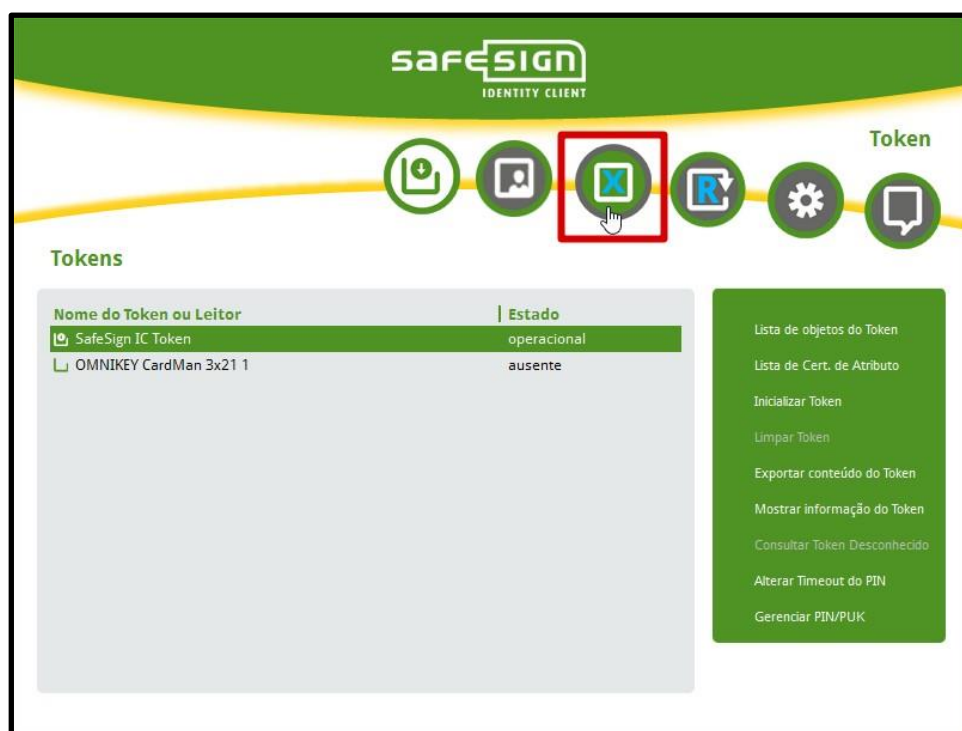 safesign
IDENTITY CLIENT
Token
X
R
Tokens
Nome do Token ou Leitor
Estado
SafeSign IC Token
operacional
OMNIKEY CardMan 3x21 1
ausente
Lista de objetos do Token
Lista de Cert. de Atributo
Inicializar Token
Limpar Token
Exportar conteúdo do Token
Mostrar informação do Token
Consultar Token Desconhecido
Alterar Timeout do PIN
Gerenciar PIN/PUK